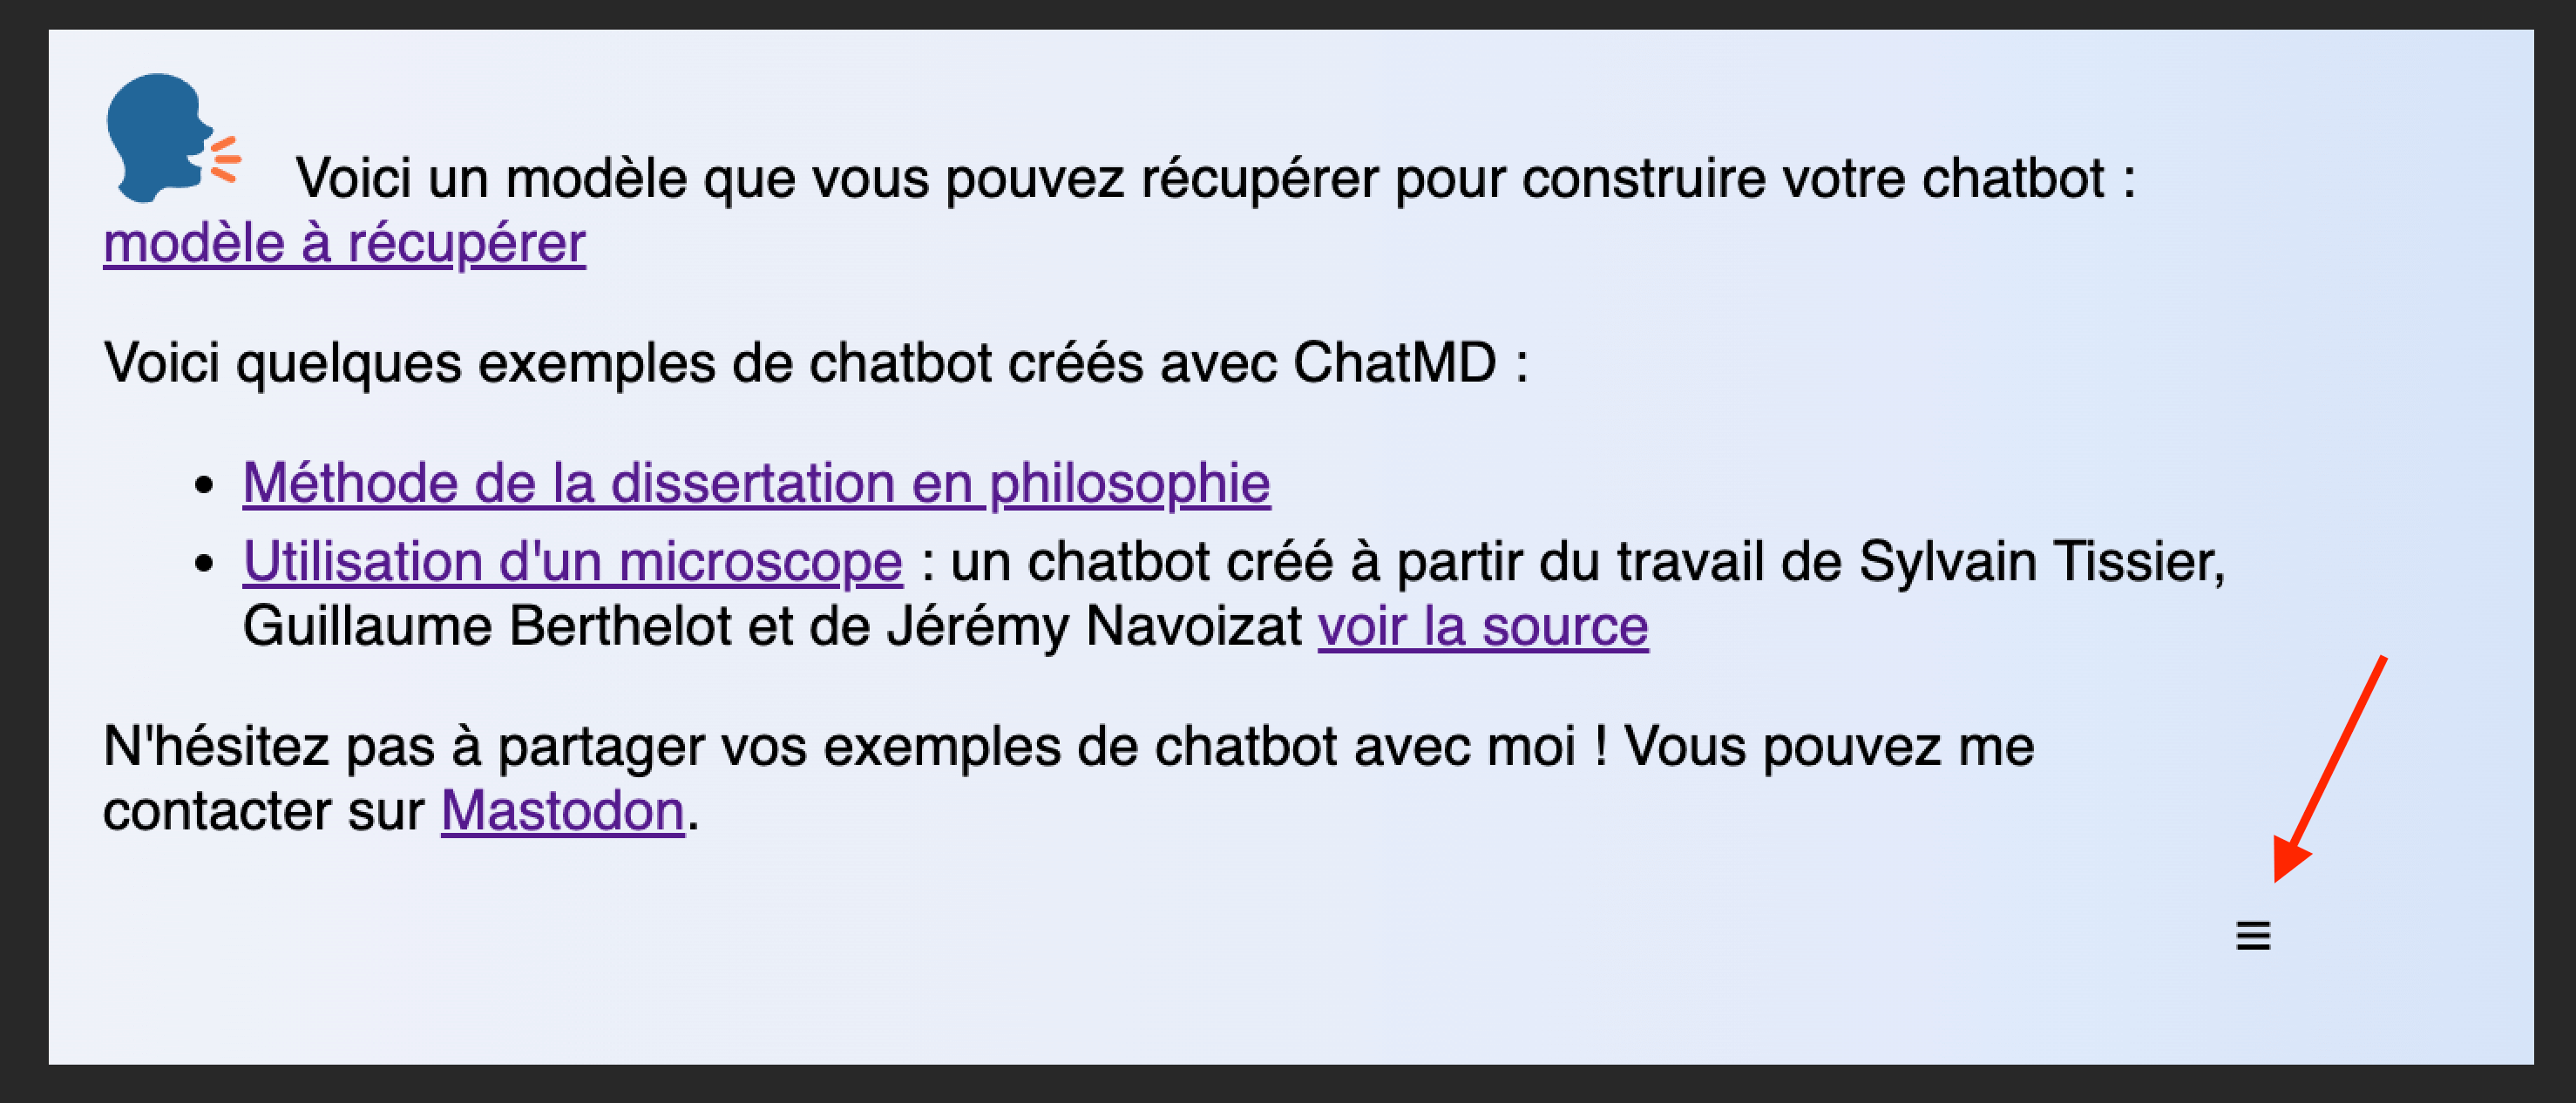 Voici un modèle que vous pouvez récupérer pour construire votre chatbot :
modèle à récupérer
Voici quelques exemples de chatbot créés avec ChatMD :
• Méthode de la dissertation en philosophie
• Utilisation d'un microscope : un chatbot créé à partir du travail de Sylvain Tissier,
Guillaume Berthelot et de Jérémy Navoizat voir la source
N'hésitez pas à partager vos exemples de chatbot avec moi ! Vous pouvez me
contacter sur Mastodon.